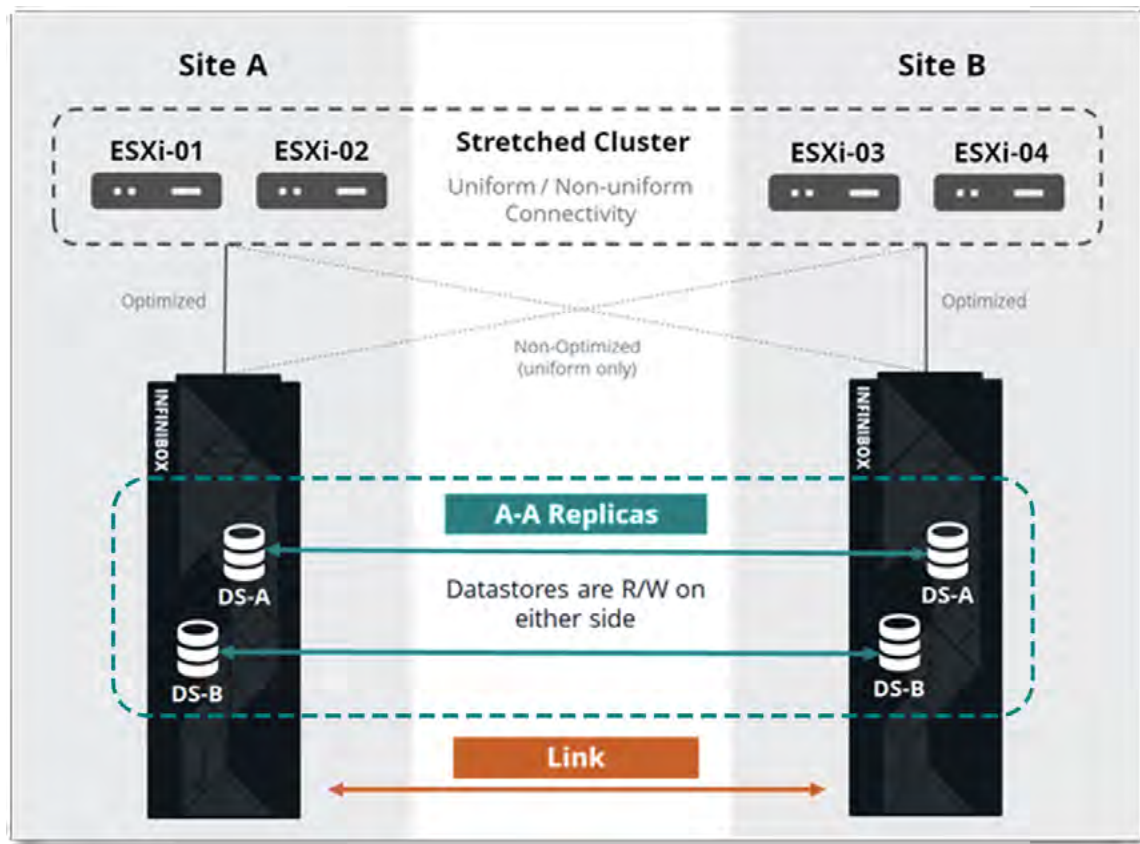 Site A
Site B
Stretched Cluster
Uniform / Non-uniform
Connectivity
ESXi-01
ESXi-02
ESXi-03
ESXi-04
Optimized
Optimized
Non-Optimized
(uniform only)
INFINIBOX
INFINIBOX
A-A Replicas
Datastores are R/W on
either side
DS-A
DS-A
DS-B
DS-B
Link